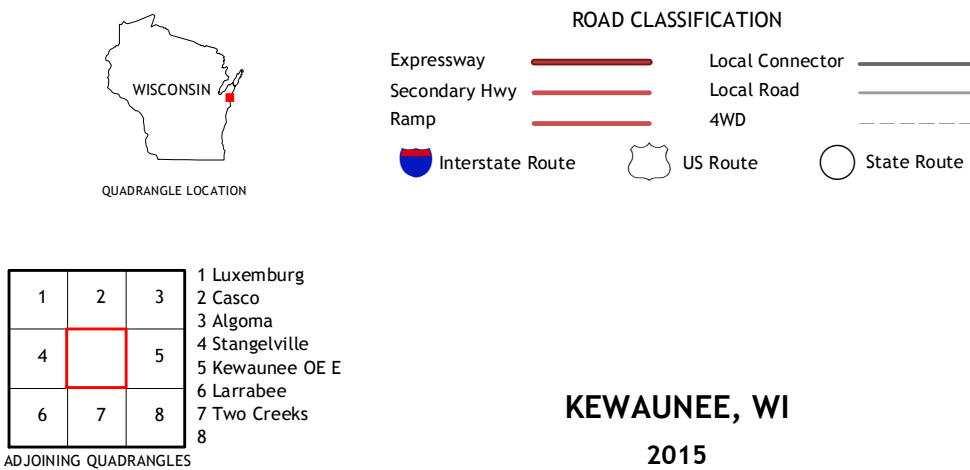 WISCONSIN
QUADRANGLE LOCATION
ROAD CLASSIFICATION
Expressway
Local Connector
Secondary Hwy
Local Road
Ramp
4WD
Interstate Route
US Route
State Route
1 2 3
4 5
6 7 8
1 Luxemburg
2 Casco
3 Algoma
4 Stangelville
5 Kewaunee OE E
6 Larrabee
7 Two Creeks
8
ADJOINING QUADRANGLES
KEWAUNEE, WI
2015